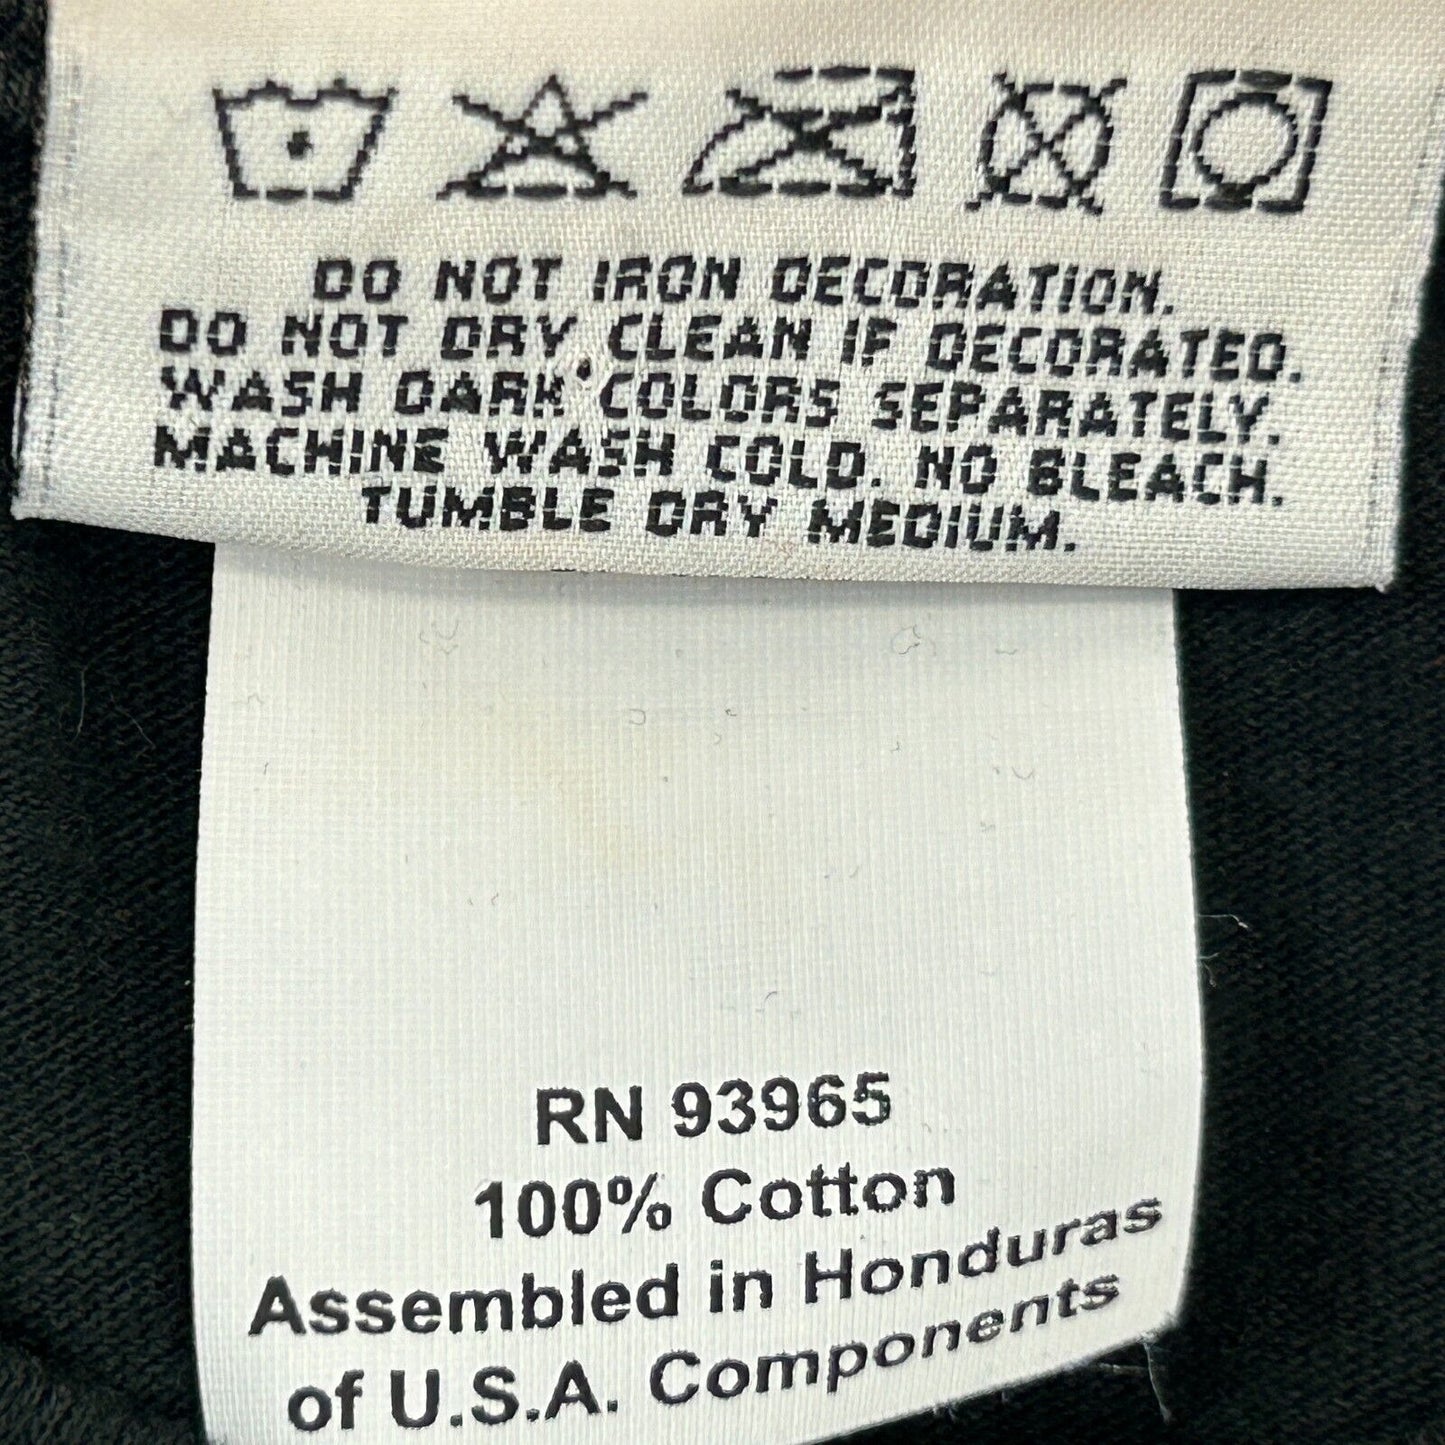 DO NOT IRON DECORATION.
DO NOT DRY CLEAN IF DECORATED.
WASH DARK COLORS SEPARATELY.
MACHINE WASH COLD. NO BLEACH.
TUMBLE DRY MEDIUM.
RN 93965
100% Cotton
Assembled in Honduras
of U.S.A. Components